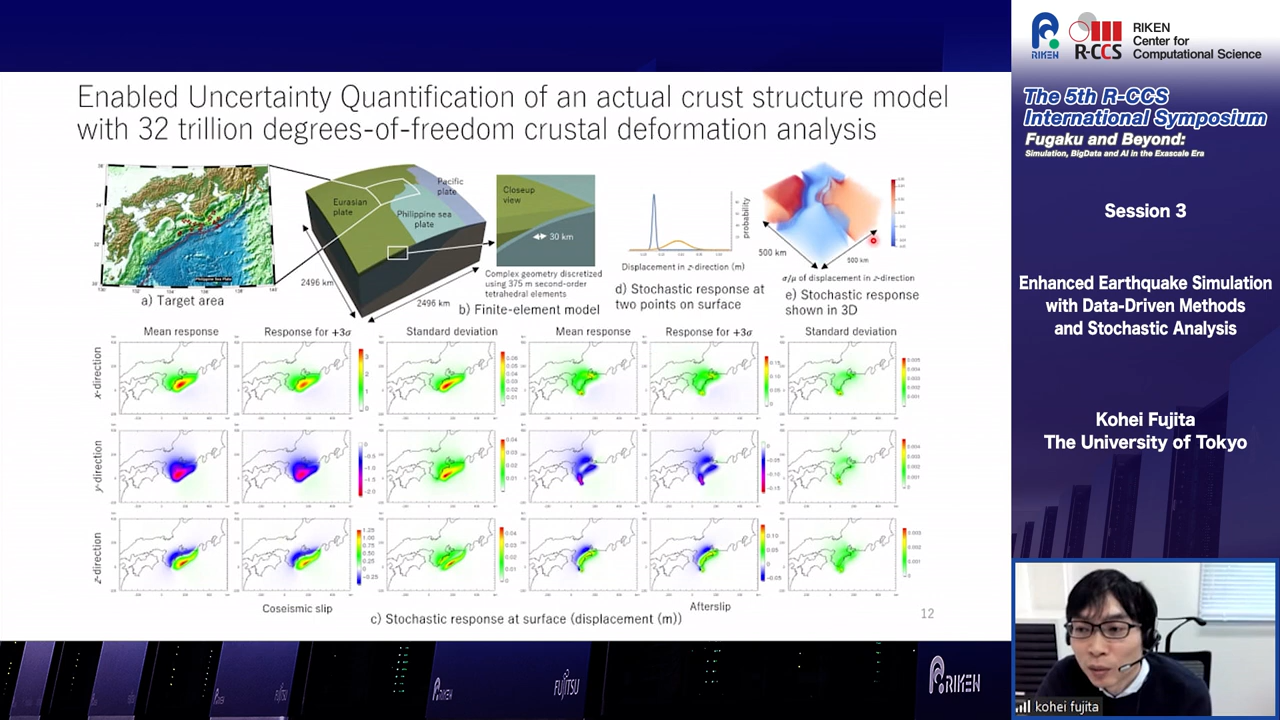 Enabled Uncertainty Quantification of an actual crust structure model
with 32 trillion degrees-of-freedom crustal deformation analysis
Eurasian
plate
Pacific
plate
Philippine sea
plate
2496 km
2496 km
Closeup
view
30 km
Complex geometry discretized
using 375 m second-order
tetrahedral elements
a) Target area
b) Finite-element model
probability
Displacement in z-direction (m)
d) Stochastic response at
two points on surface
500 km
500 km
σ/μ of displacement in z-direction
e) Stochastic response
shown in 3D
Mean response
Response for +3σ
Standard deviation
Mean response
Response for +3σ
Standard deviation
x-direction
y-direction
z-direction
Coseismic slip
Afterslip
c) Stochastic response at surface (displacement (m))
12
RIKEN
R-CCS
RIKEN
Center for
Computational Science
The 5th R-CCS
International Symposium
Fugaku and Beyond:
Simulation, BigData and AI in the Exascale Era
Session 3
Enhanced Earthquake Simulation
with Data-Driven Methods
and Stochastic Analysis
Kohei Fujita
The University of Tokyo
kohei fujita
RIKEN
FUJITSU
RIKEN